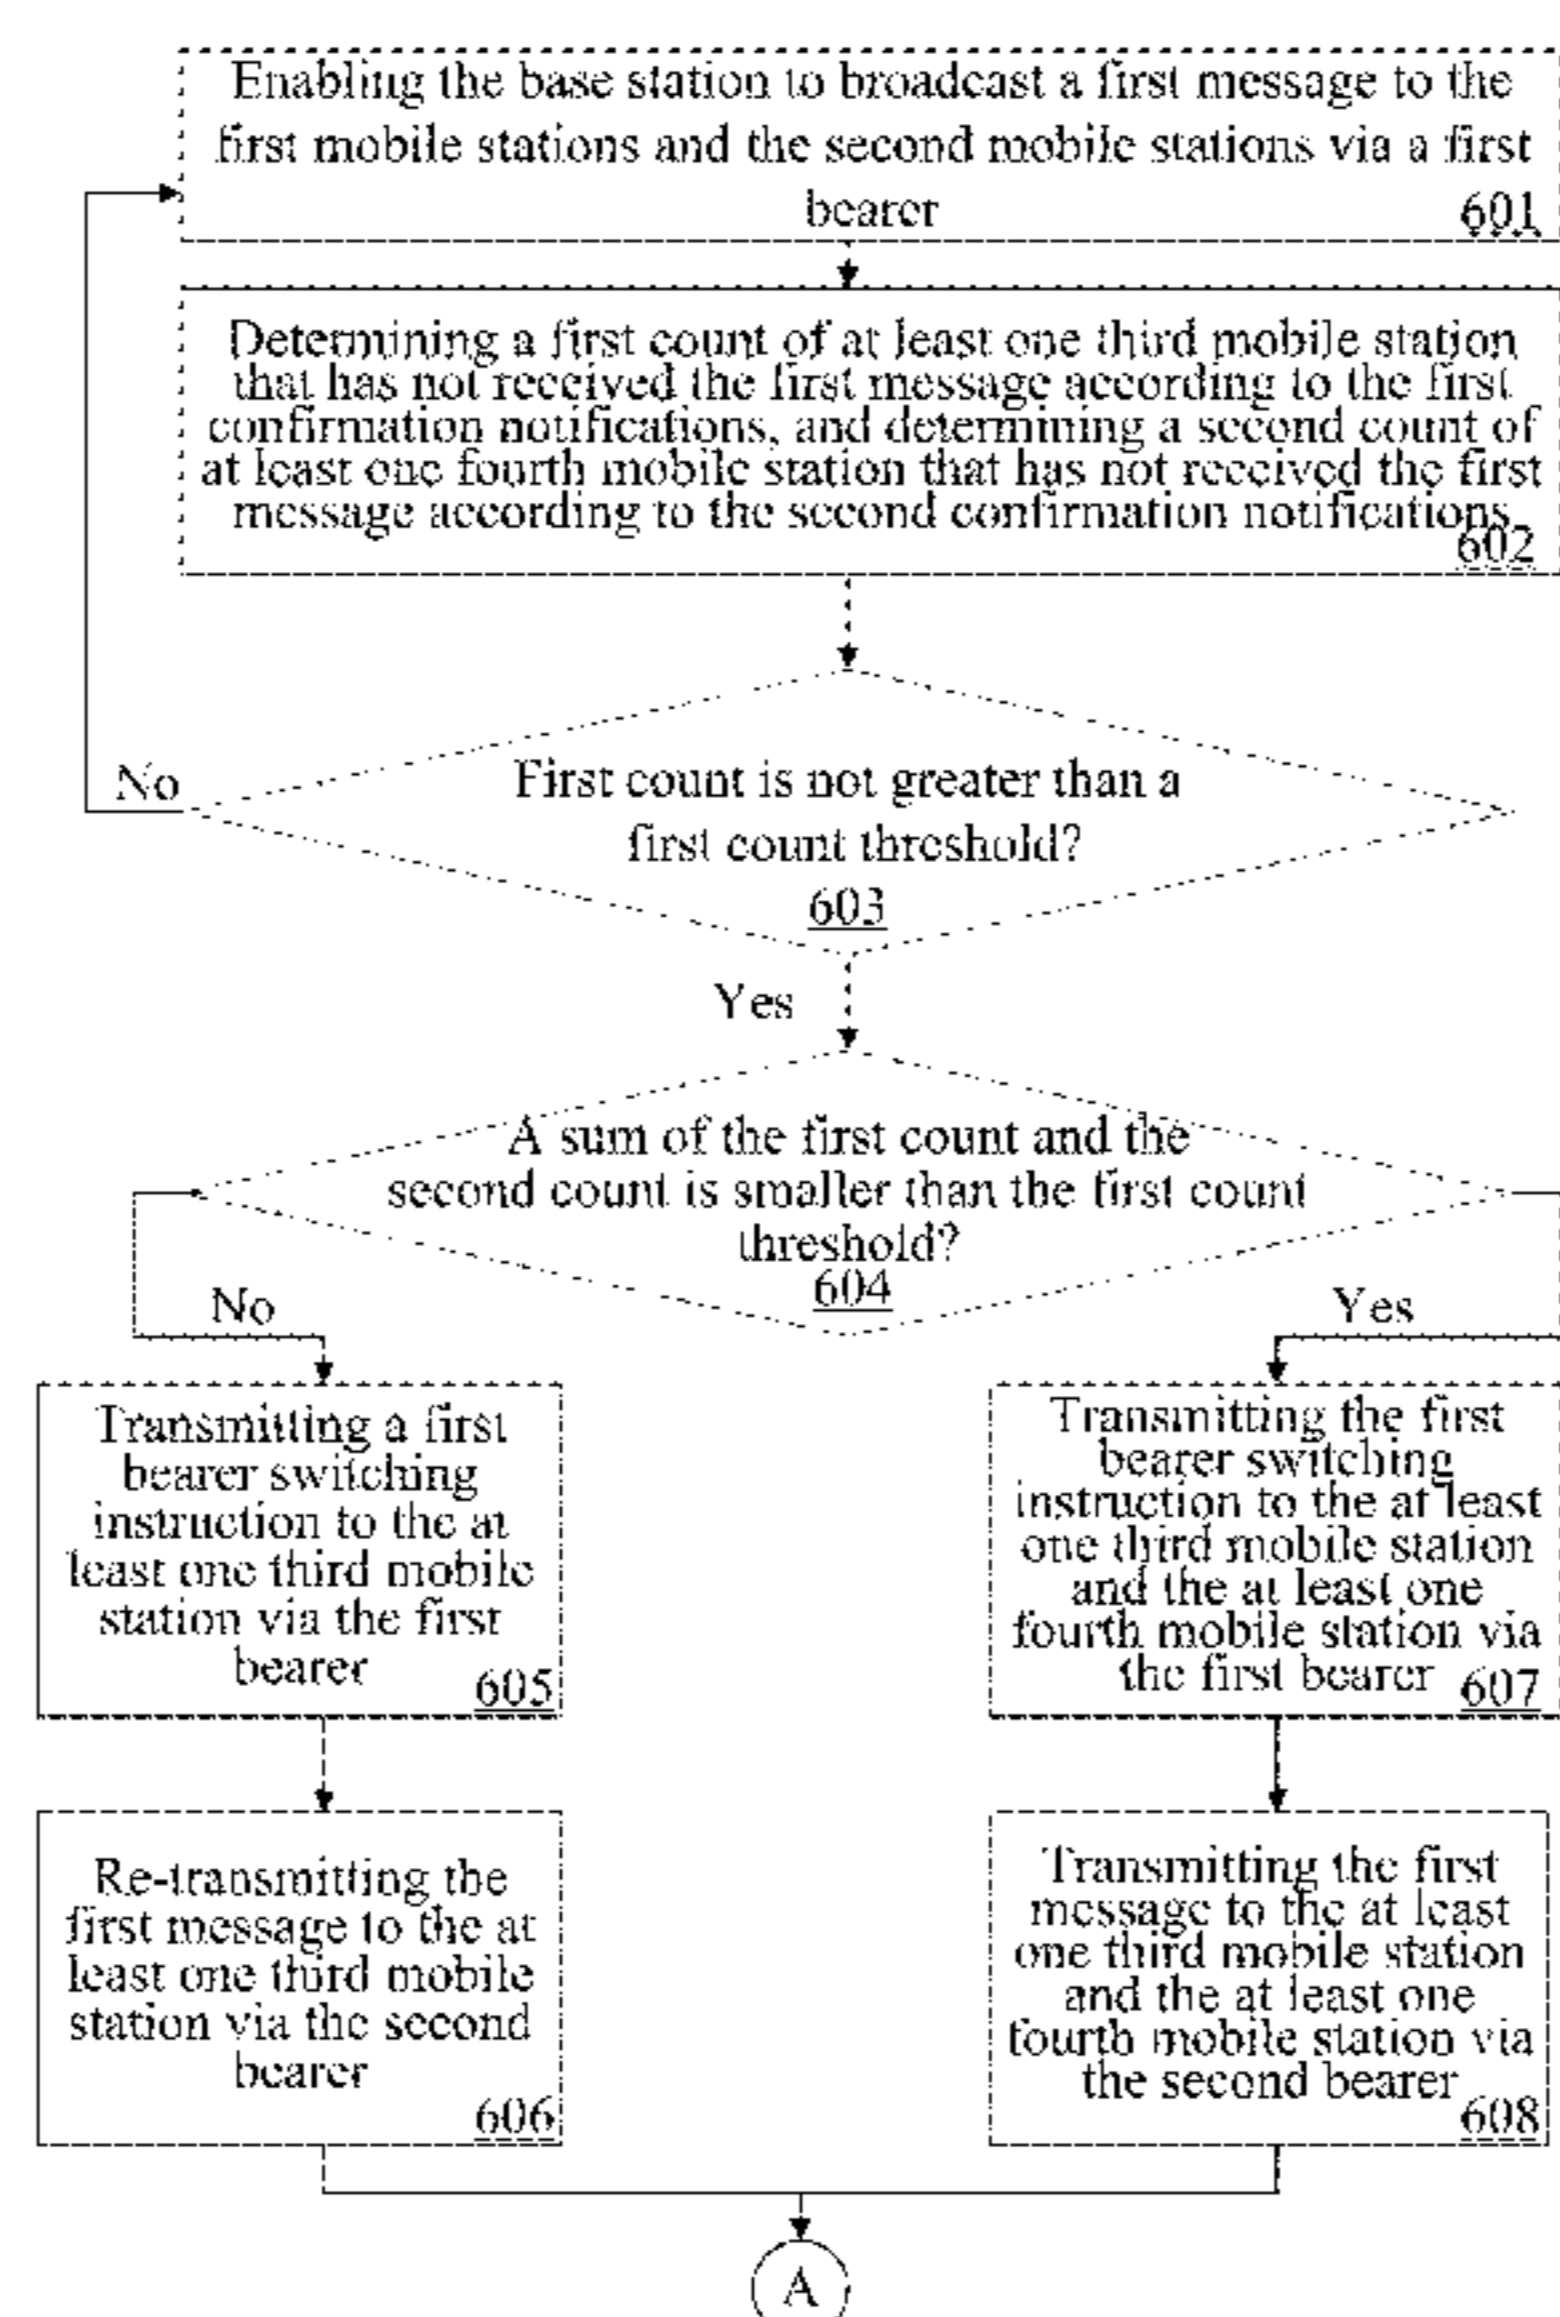 Enabling the base station to broadcast a first message to the
first mobile stations and the second mobile stations via a first
bearer
601
Determining a first count of at least one third mobile station
that has not received the first message according to the first
confirmation notifications, and determining a second count of
at least one fourth mobile station that has not received the first
message according to the second confirmation notifications
602
First count is not greater than a
first count threshold?
603
No
Yes
A sum of the first count and the
second count is smaller than the first count
threshold?
604
No
Yes
Transmitting a first
bearer switching
instruction to the at
least one third mobile
station via the first
bearer
605
Transmitting the first
bearer switching
instruction to the at least
one third mobile station
and the at least one
fourth mobile station via
the first bearer
607
Re-transmitting the
first message to the at
least one third mobile
station via the second
bearer
606
Transmitting the first
message to the at least
one third mobile station
and the at least one
fourth mobile station via
the second bearer
608
A